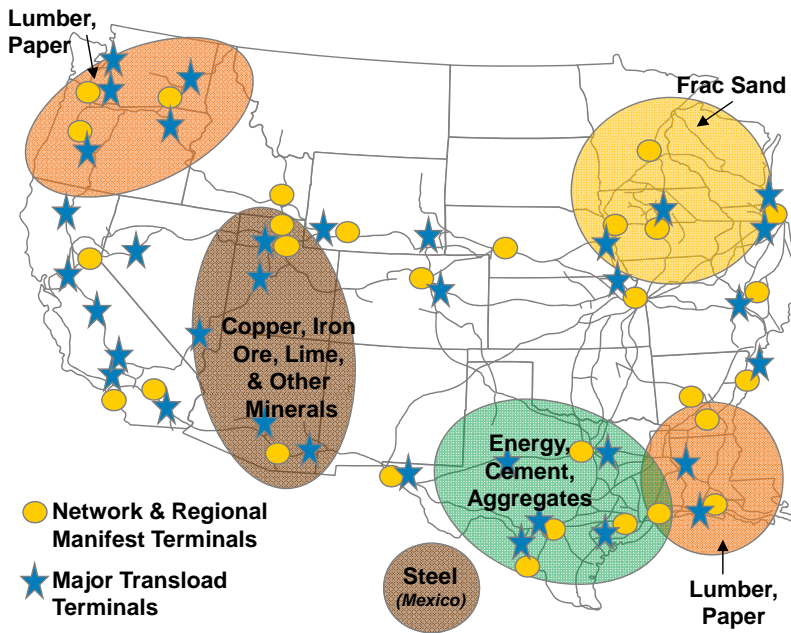 Lumber,
Paper
Frac Sand
Copper, Iron
Ore, Lime,
& Other
Minerals
Energy,
Cement,
Aggregates
Network & Regional
Manifest Terminals
Major Transload
Terminals
Steel
(Mexico)
Lumber,
Paper